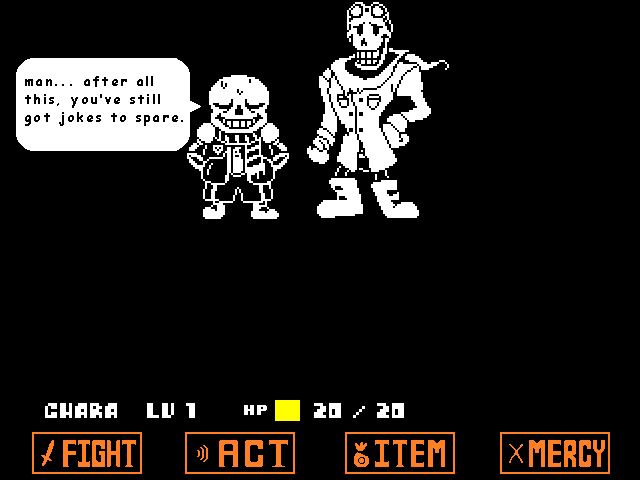 man... after all
this, you've still
got jokes to spare.
CHARA LV 1 HP 20 / 20
FIGHT ACT ITEM MERCY